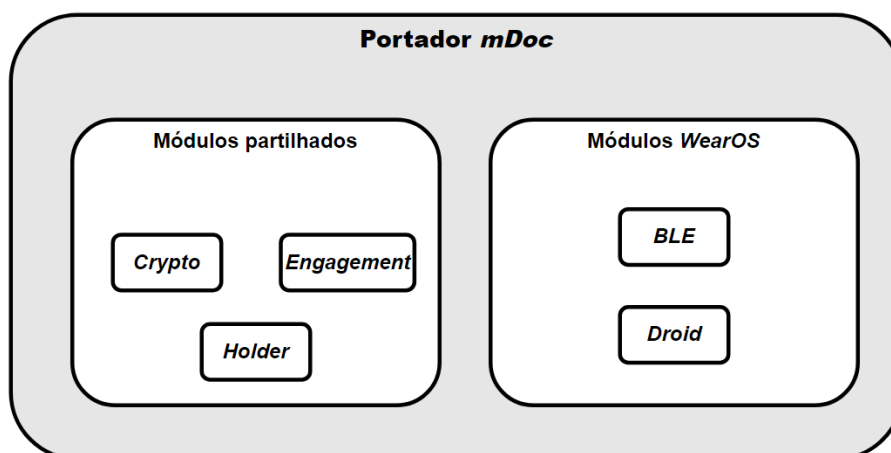 Portador mDoc
Módulos partilhados
Crypto
Engagement
Holder
Módulos WearOS
BLE
Droid